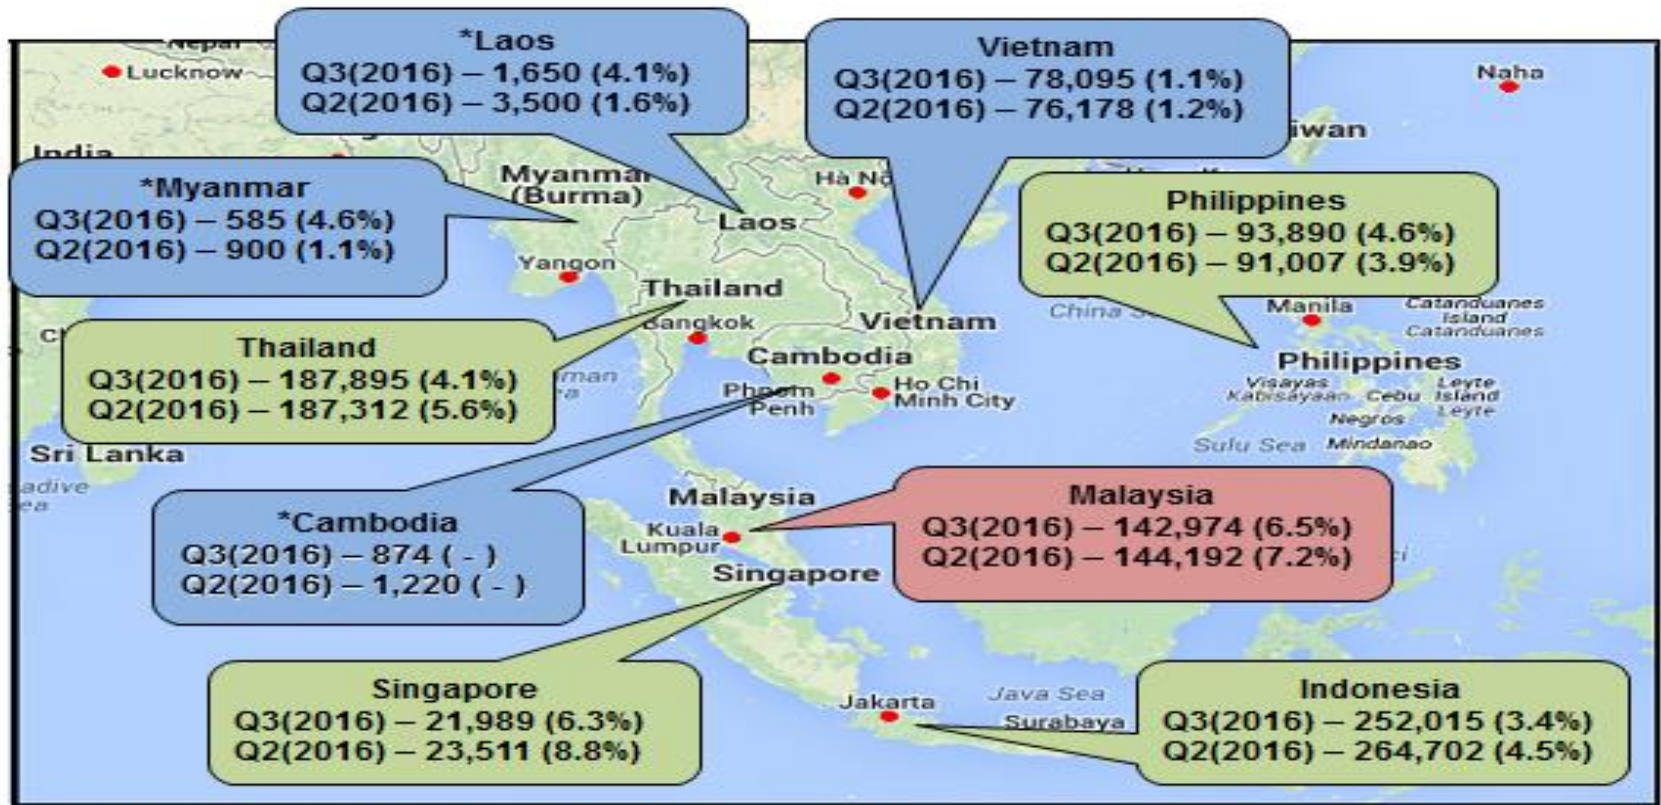 *Laos
Q3(2016) – 1,650 (4.1%)
Q2(2016) – 3,500 (1.6%)
Vietnam
Q3(2016) – 78,095 (1.1%)
Q2(2016) – 76,178 (1.2%)
Nepal
Lucknow
Naha
India
*Myanmar
Q3(2016) – 585 (4.6%)
Q2(2016) – 900 (1.1%)
Myanmar
(Burma)
Laos
Yangon
Philippines
Q3(2016) – 93,890 (4.6%)
Q2(2016) – 91,007 (3.9%)
Thailand
Bangkok
Vietnam
Manila
Catanduanes
Island
Catanduanes
Thailand
Q3(2016) – 187,895 (4.1%)
Q2(2016) – 187,312 (5.6%)
Cambodia
Phnom
Penh
Ho Chi
Minh City
Philippines
Visayas
Kabisayaan
Cebu
Leyte
Island
Leyte
Negros
Sulu Sea
Mindanao
Sri Lanka
*Cambodia
Q3(2016) – 874 ( - )
Q2(2016) – 1,220 ( - )
Malaysia
Kuala
Lumpur
Singapore
Malaysia
Q3(2016) – 142,974 (6.5%)
Q2(2016) – 144,192 (7.2%)
Singapore
Q3(2016) – 21,989 (6.3%)
Q2(2016) – 23,511 (8.8%)
Jakarta
Java Sea
Surabaya
Indonesia
Q3(2016) – 252,015 (3.4%)
Q2(2016) – 264,702 (4.5%)